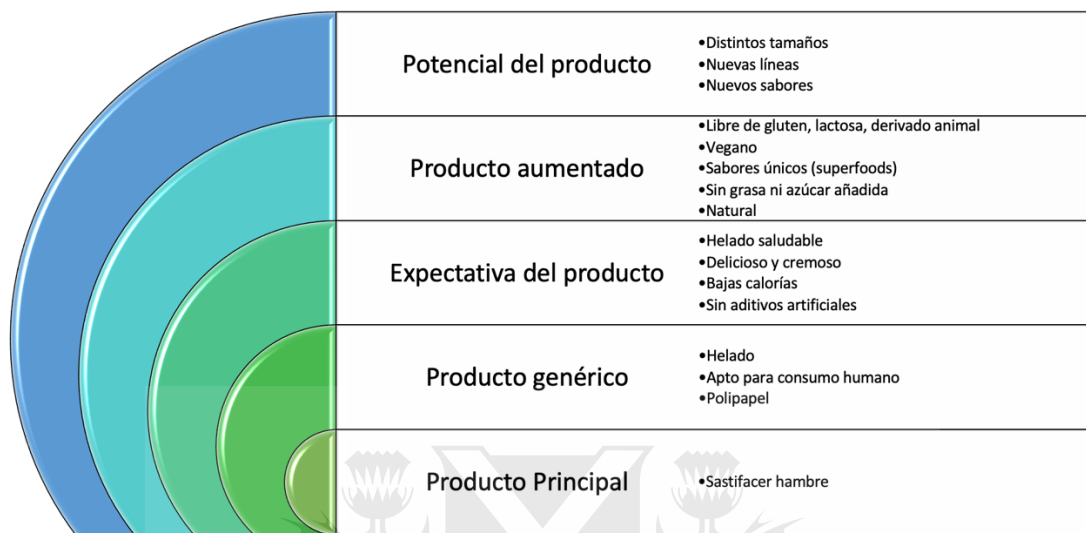 Potencial del producto
•Distintos tamaños
•Nuevas líneas
•Nuevos sabores
Producto aumentado
•Libre de gluten, lactosa, derivado animal
•Vegano
•Sabores únicos (superfoods)
•Sin grasa ni azúcar añadida
•Natural
Expectativa del producto
•Helado saludable
•Delicioso y cremoso
•Bajas calorías
•Sin aditivos artificiales
Producto genérico
•Helado
•Apto para consumo humano
•Polipapel
Producto Principal
•Sastifacer hambre